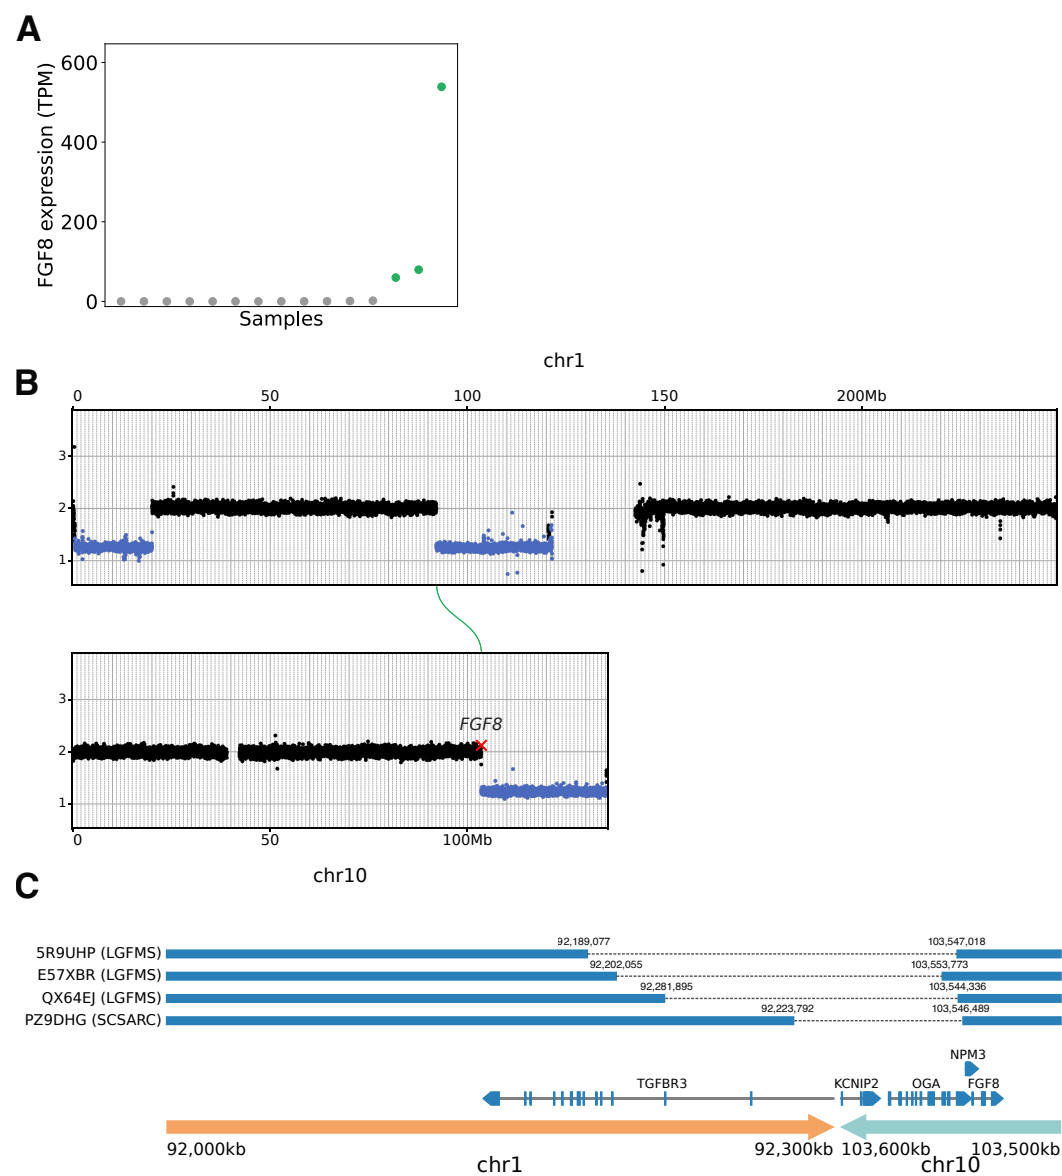 A
FGF8 expression (TPM)
600
400
200
0
Samples
B
chr1
0 50 100 150 200Mb
3
2
1
3
2
1
FGF8
0 50 100Mb
chr10
C
92,189,077 103,547,018
5R9UHP (LGFMS)
92,202,055 103,553,773
E57XBR (LGFMS)
92,281,895 103,544,336
QX64EJ (LGFMS)
92,223,792 103,546,489
PZ9DHG (SCSARC)
NPM3
TGFBR3 KCNIP2 OGA FGF8
92,000kb 92,300kb 103,600kb 103,500kb
chr1 chr10